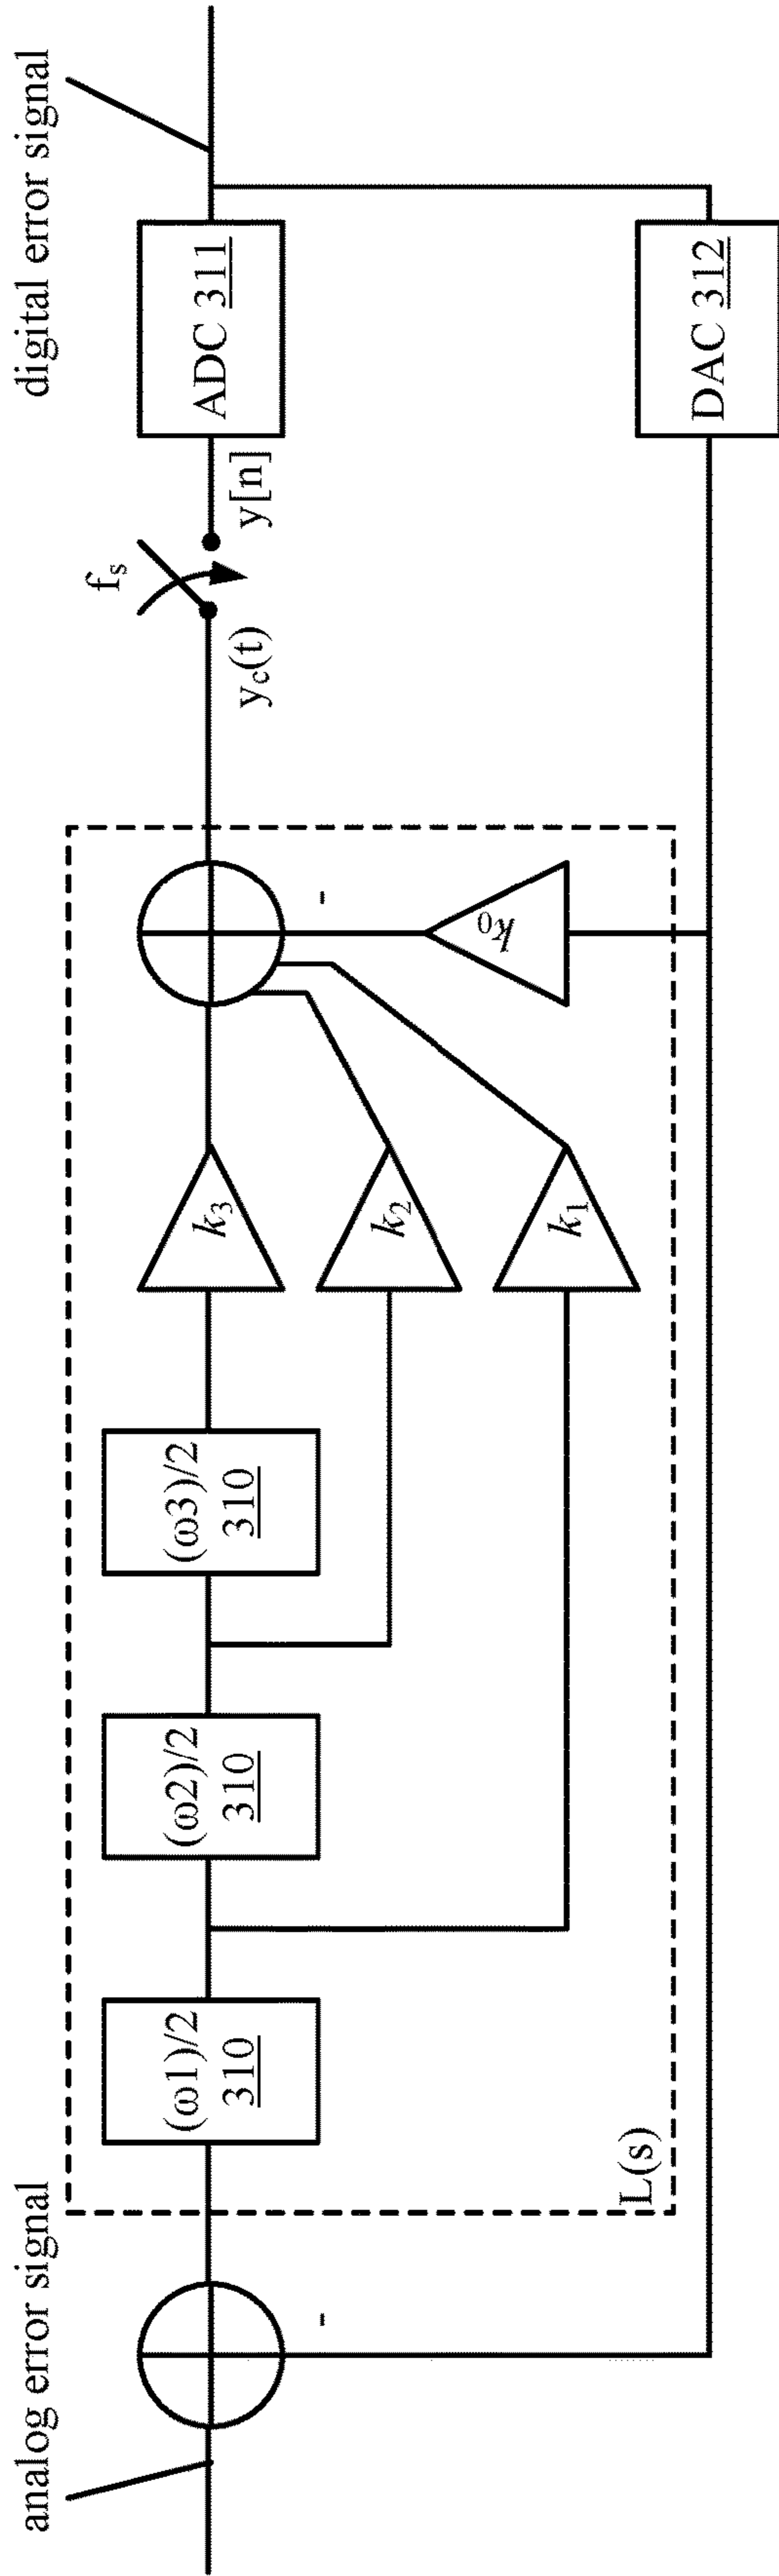 analog error signal
digital error signal
(ω1)/2
310
(ω2)/2
310
(ω3)/2
310
k3
k2
k1
k0
-
-
L(s)
fs
yc(t)
y[n]
ADC 311
DAC 312